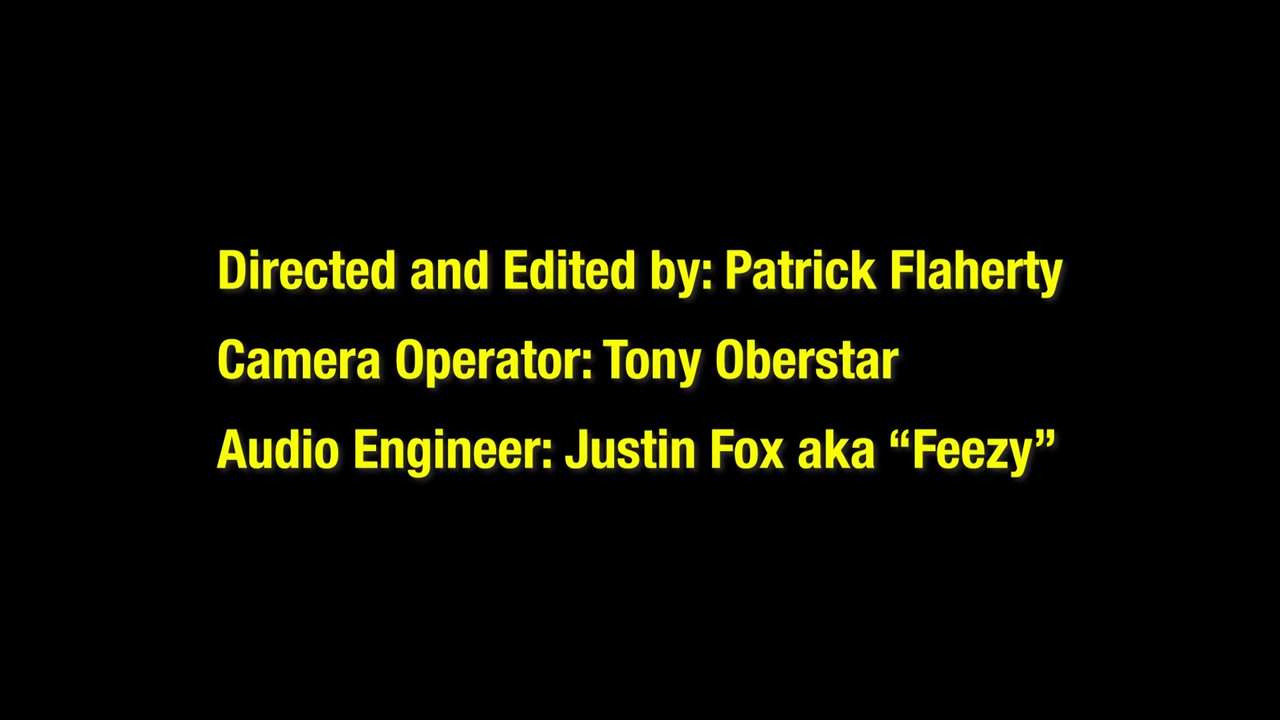 Directed and Edited by: Patrick Flaherty
Camera Operator: Tony Oberstar
Audio Engineer: Justin Fox aka “Feezy”